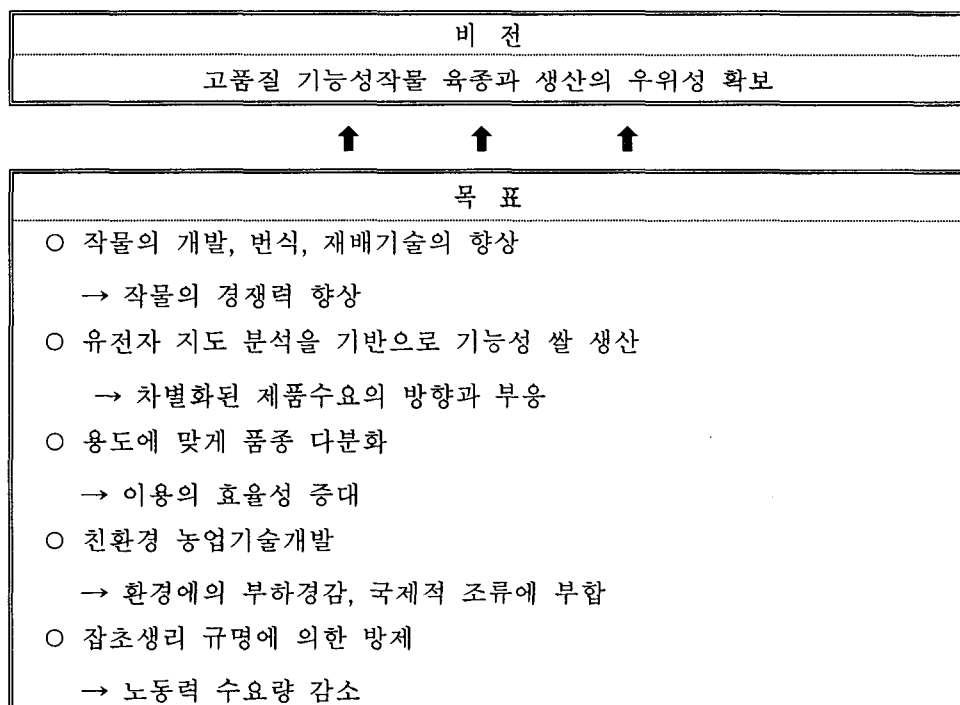 비 전
고품질 기능성작물 육종과 생산의 우위성 확보
⬆ ⬆ ⬆
목 표
○ 작물의 개발, 번식, 재배기술의 향상
→ 작물의 경쟁력 향상
○ 유전자 지도 분석을 기반으로 기능성 쌀 생산
→ 차별화된 제품수요의 방향과 부응
○ 용도에 맞게 품종 다분화
→ 이용의 효율성 증대
○ 친환경 농업기술개발
→ 환경에의 부하경감, 국제적 조류에 부합
○ 잡초생리 규명에 의한 방제
→ 노동력 수요량 감소